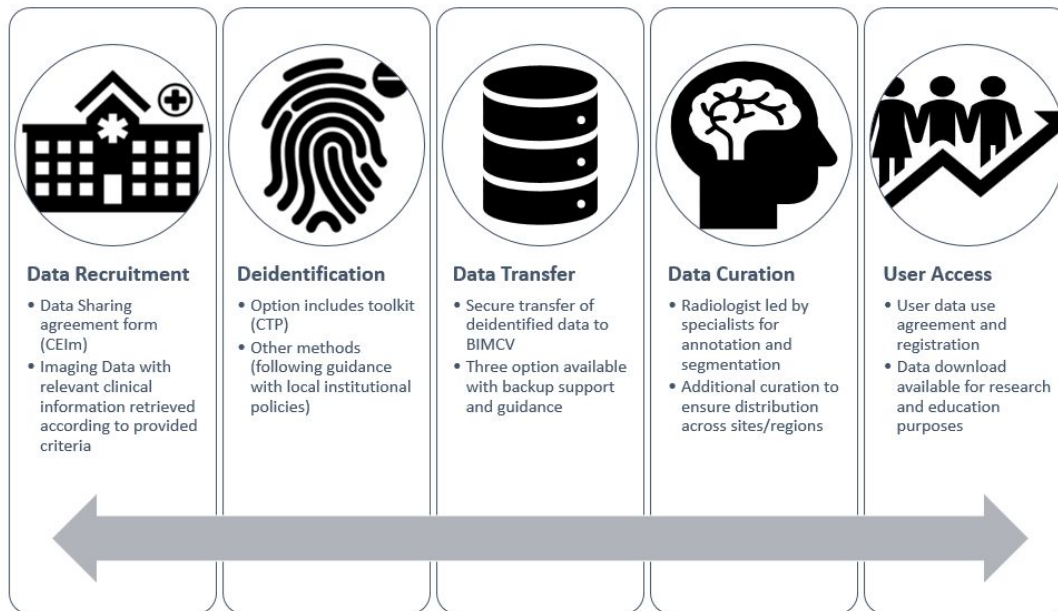 Data Recruitment
• Data Sharing
agreement form
(CEIm)
• Imaging Data with
relevant clinical
information retrieved
according to provided
criteria
Deidentification
• Option includes toolkit
(CTP)
• Other methods
(following guidance
with local institutional
policies)
Data Transfer
• Secure transfer of
deidentified data to
BIMCV
• Three option available
with backup support
and guidance
Data Curation
• Radiologist led by
specialists for
annotation and
segmentation
• Additional curation to
ensure distribution
across sites/regions
User Access
• User data use
agreement and
registration
• Data download
available for research
and education
purposes